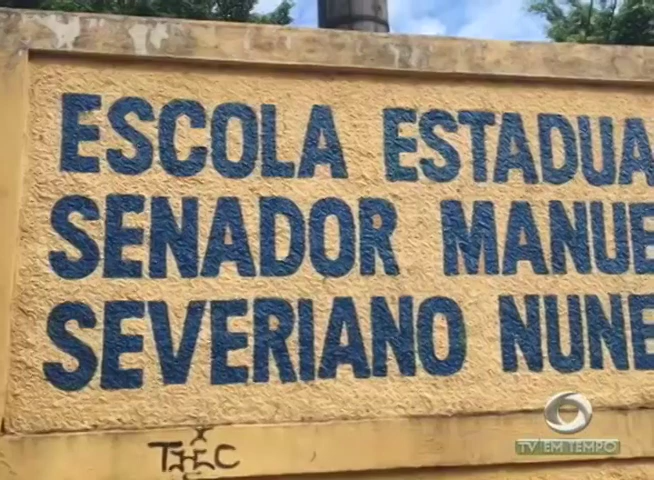 ESCOLA ESTADUA
SENADOR MANUE
SEVERIANO NUNE
TV EM TEMPO